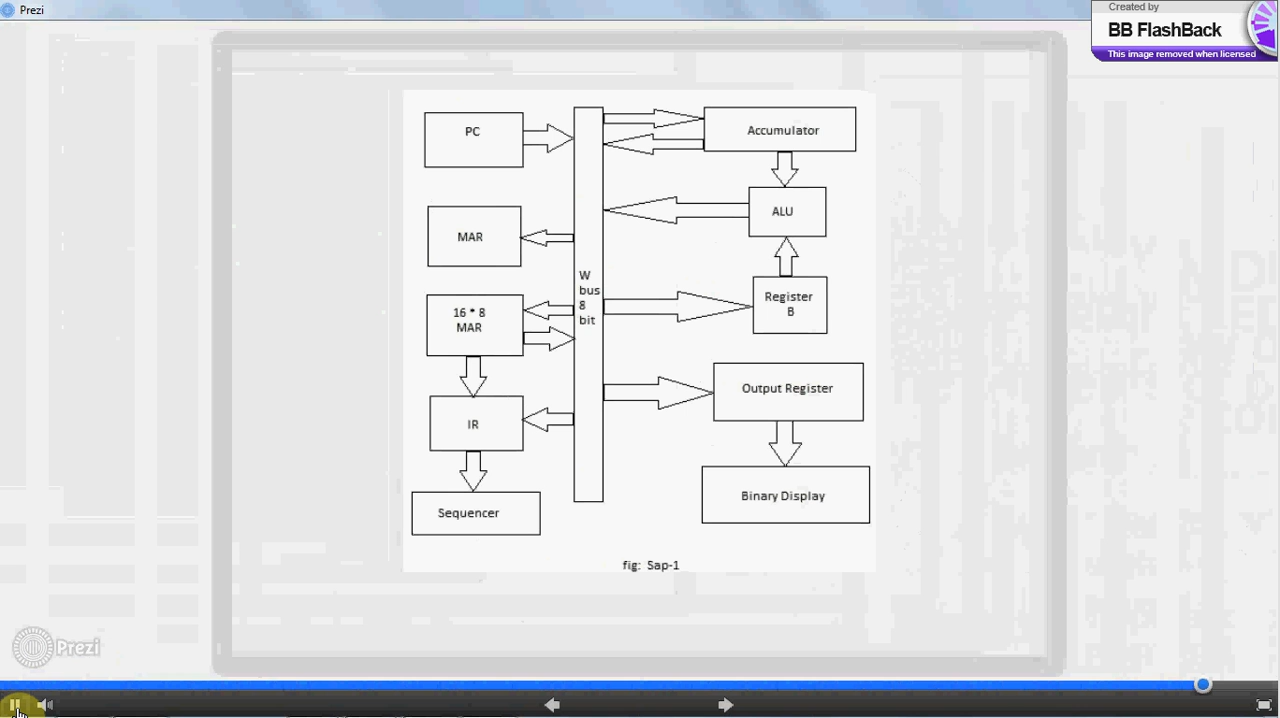 Prezi
Created by
BB FlashBack
This image removed when licensed
PC
Accumulator
ALU
MAR
W
bus
8
bit
Register
B
16 * 8
MAR
Output Register
IR
Binary Display
Sequencer
fig: Sap-1
Prezi